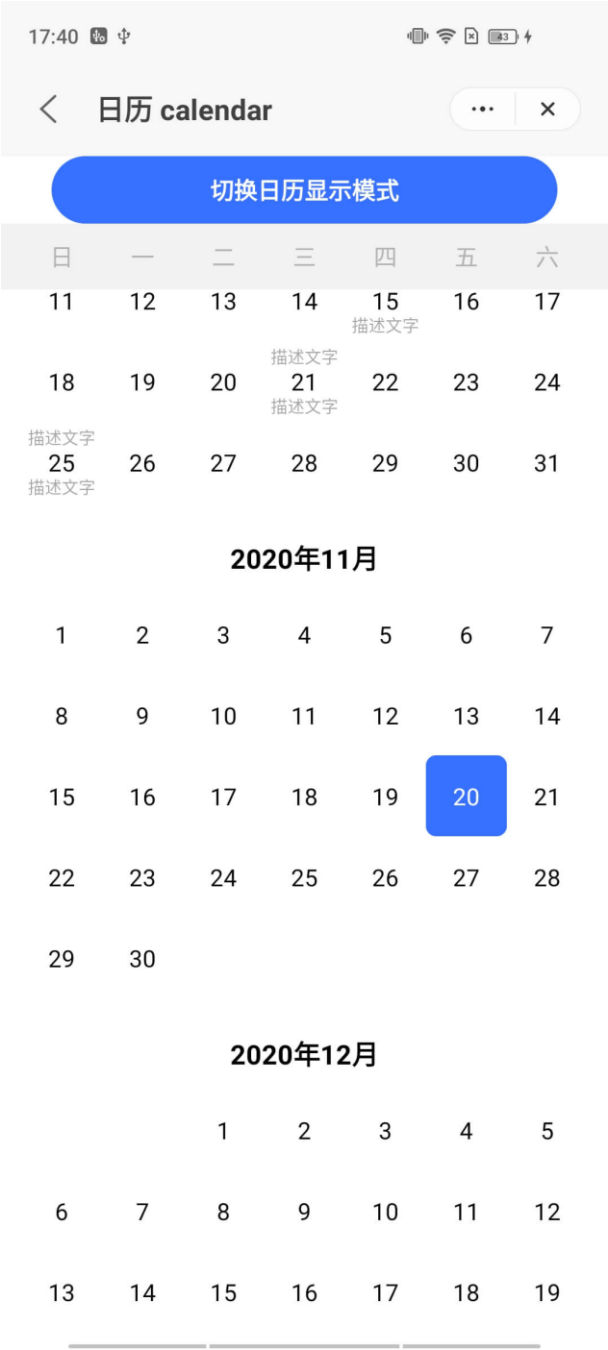 17:40
43
日历 calendar
切换日历显示模式
日 一 二 三 四 五 六
11 12 13 14 15 16 17
描述文字
描述文字
18 19 20 21 22 23 24
描述文字
描述文字
25 26 27 28 29 30 31
描述文字
2020年11月
1 2 3 4 5 6 7
8 9 10 11 12 13 14
15 16 17 18 19 20 21
22 23 24 25 26 27 28
29 30
2020年12月
1 2 3 4 5
6 7 8 9 10 11 12
13 14 15 16 17 18 19